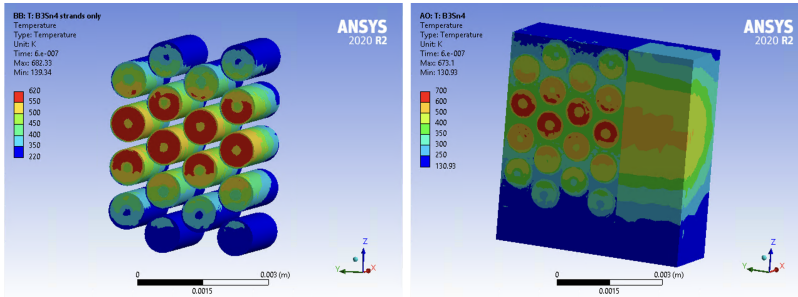 BB: T: B3Sn4 strands only
Temperature
Type: Temperature
Unit: K
Time: 6.e-007
Max: 682.33
Min: 139.34
620
550
500
450
400
350
220
ANSYS
2020 R2
Z
Y
X
0
0.003 (m)
0.0015
AO: T: B3Sn4
Temperature
Type: Temperature
Unit: K
Time: 6.e-007
Max: 673.1
Min: 130.93
700
600
500
400
350
300
250
130.93
ANSYS
2020 R2
Z
Y
X
0
0.003 (m)
0.0015